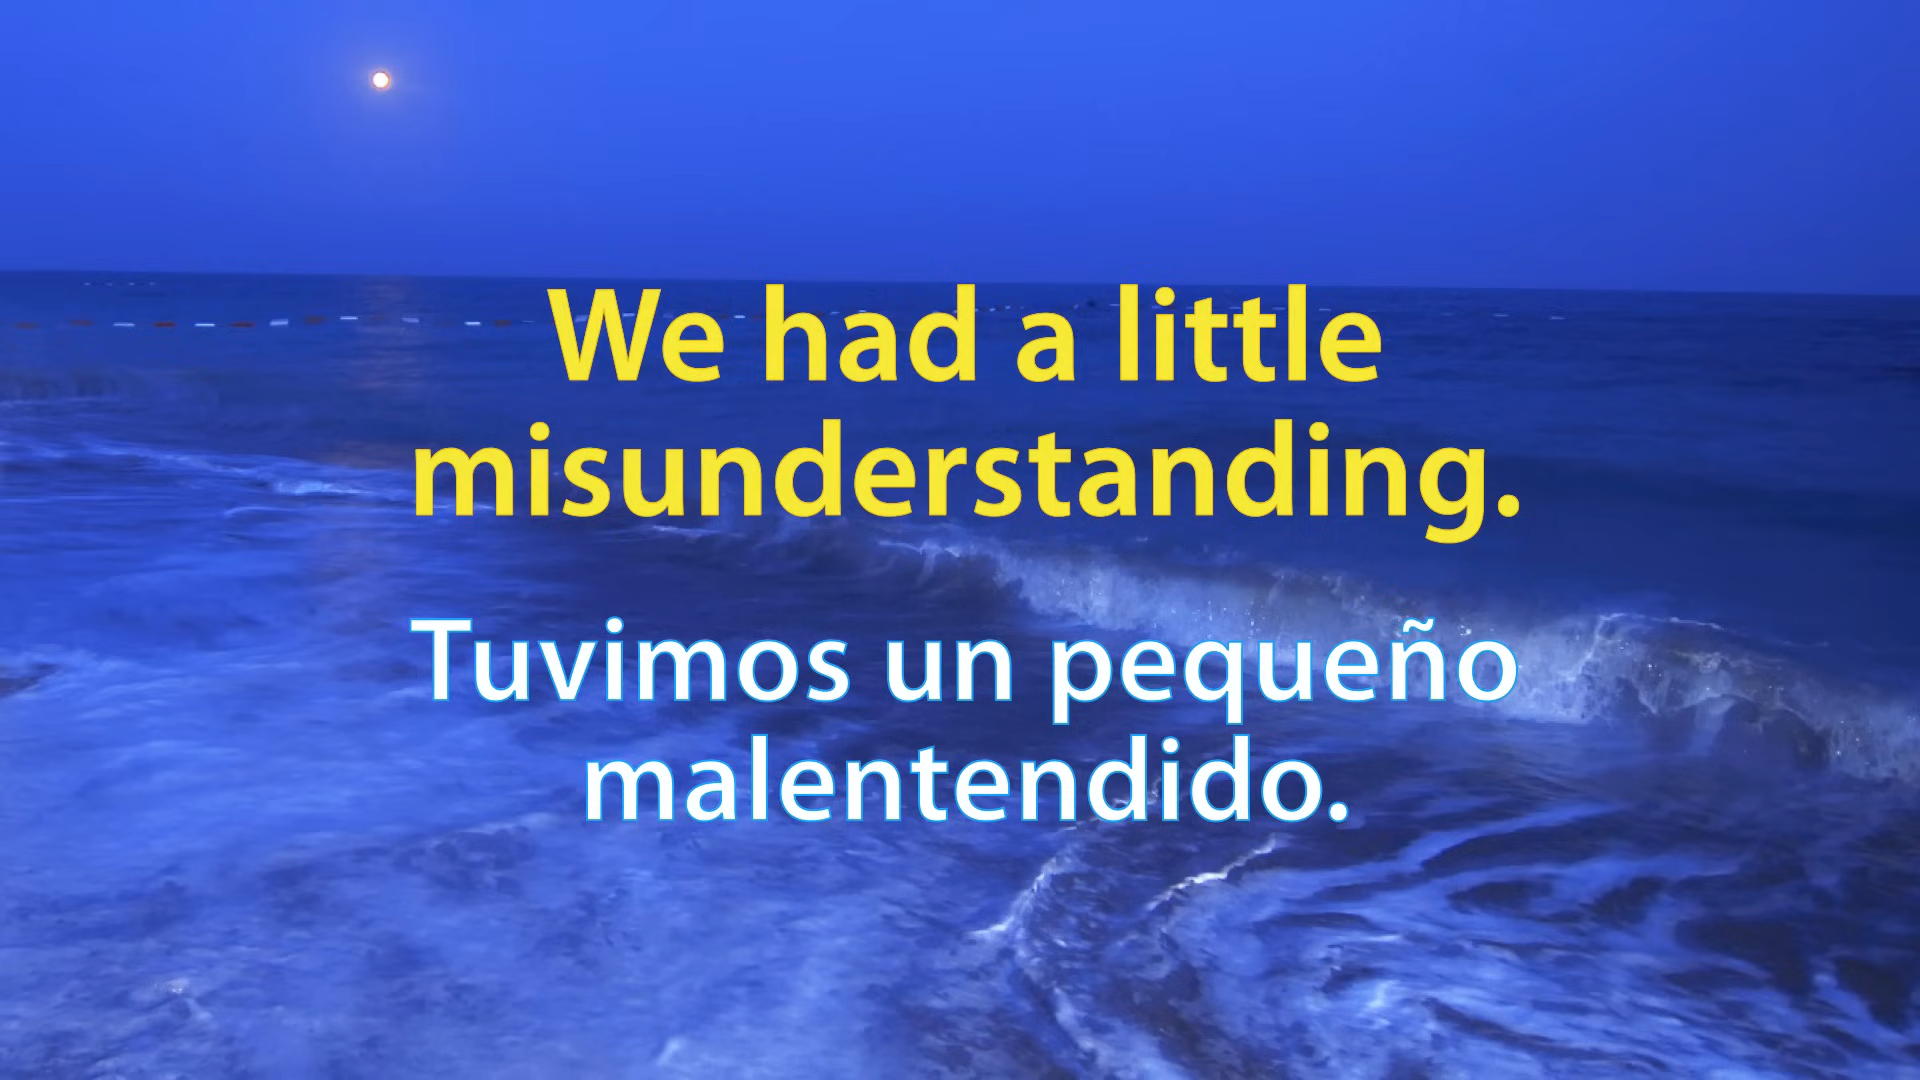 We had a little
misunderstanding.
Tuvimos un pequeño
malentendido.